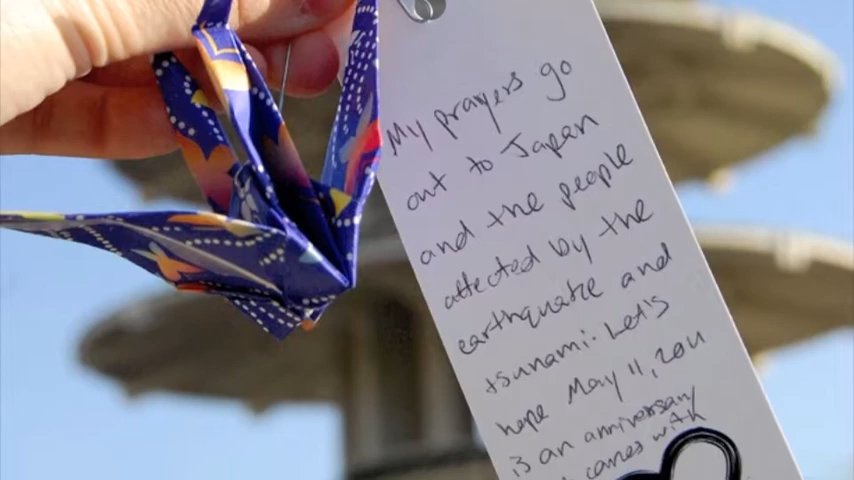 My prayers go
out to Japan
and the people
affected by the
earthquake and
tsunami. Let's
hope May 11, 2011
is an anniversary
comes with